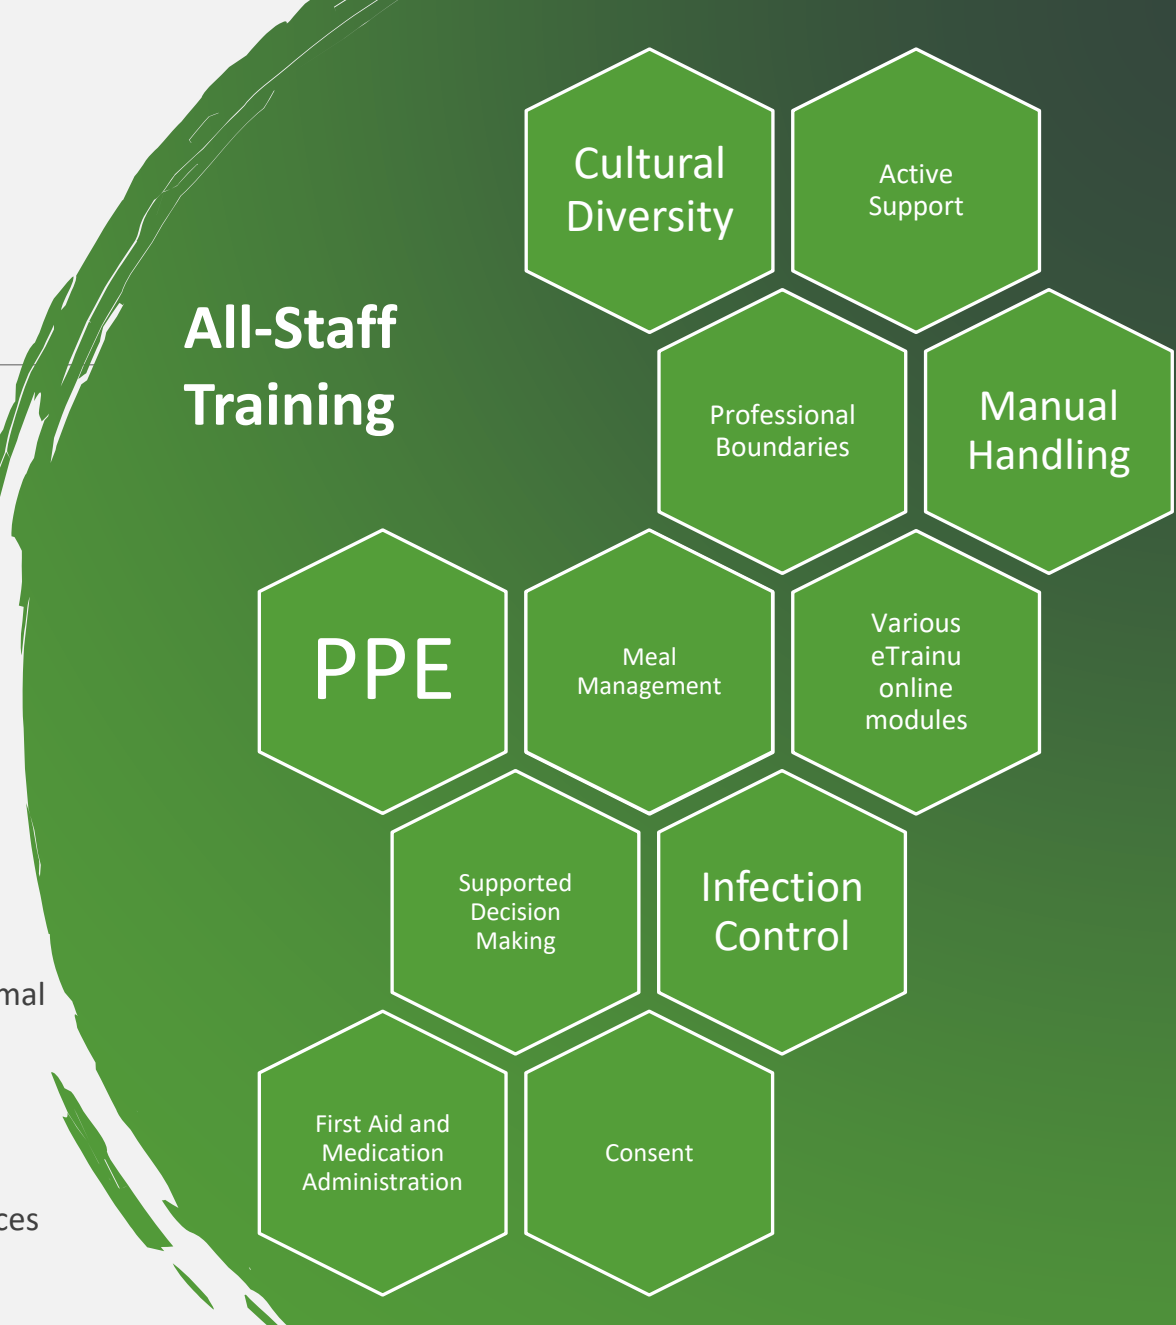 All-Staff
Training
Cultural
Diversity
Active
Support
Professional
Boundaries
Manual
Handling
PPE
Meal
Management
Various
eTrainu
online
modules
Supported
Decision
Making
Infection
Control
First Aid and
Medication
Administration
Consent